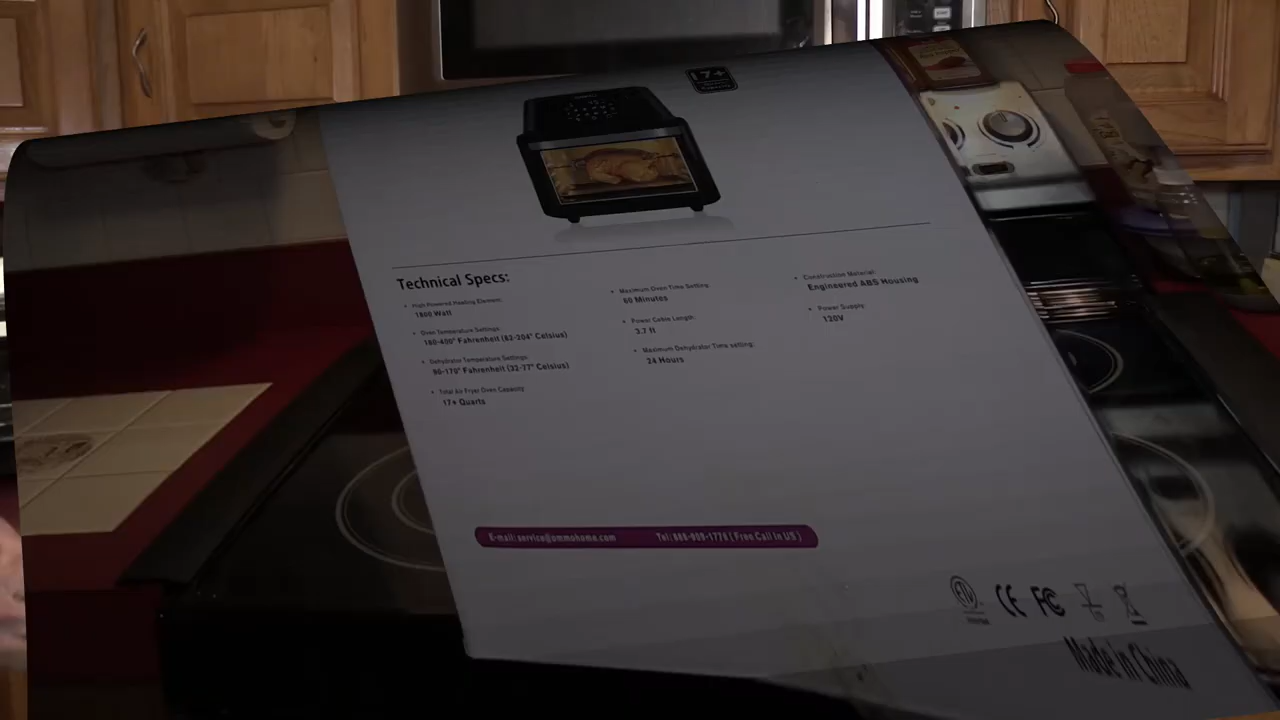 17+
Technical Specs:
High Powered Heating Element:
1800 Watt
Oven Temperature Settings:
180-400° Fahrenheit (82-204° Celsius)
Dehydrator Temperature Settings:
90-170° Fahrenheit (32-77° Celsius)
Total Air Fryer Oven Capacity
17+ Quarts
Maximum Oven Time Setting:
60 Minutes
Power Cable Length:
3.7 ft
Maximum Dehydrator Time setting:
24 Hours
Construction Material:
Engineered ABS Housing
Power Supply:
120V
E-mail: service@ommohome.com
Tel: 888-909-1776 ( Free Call in US )
ETL CE FC
Made in China